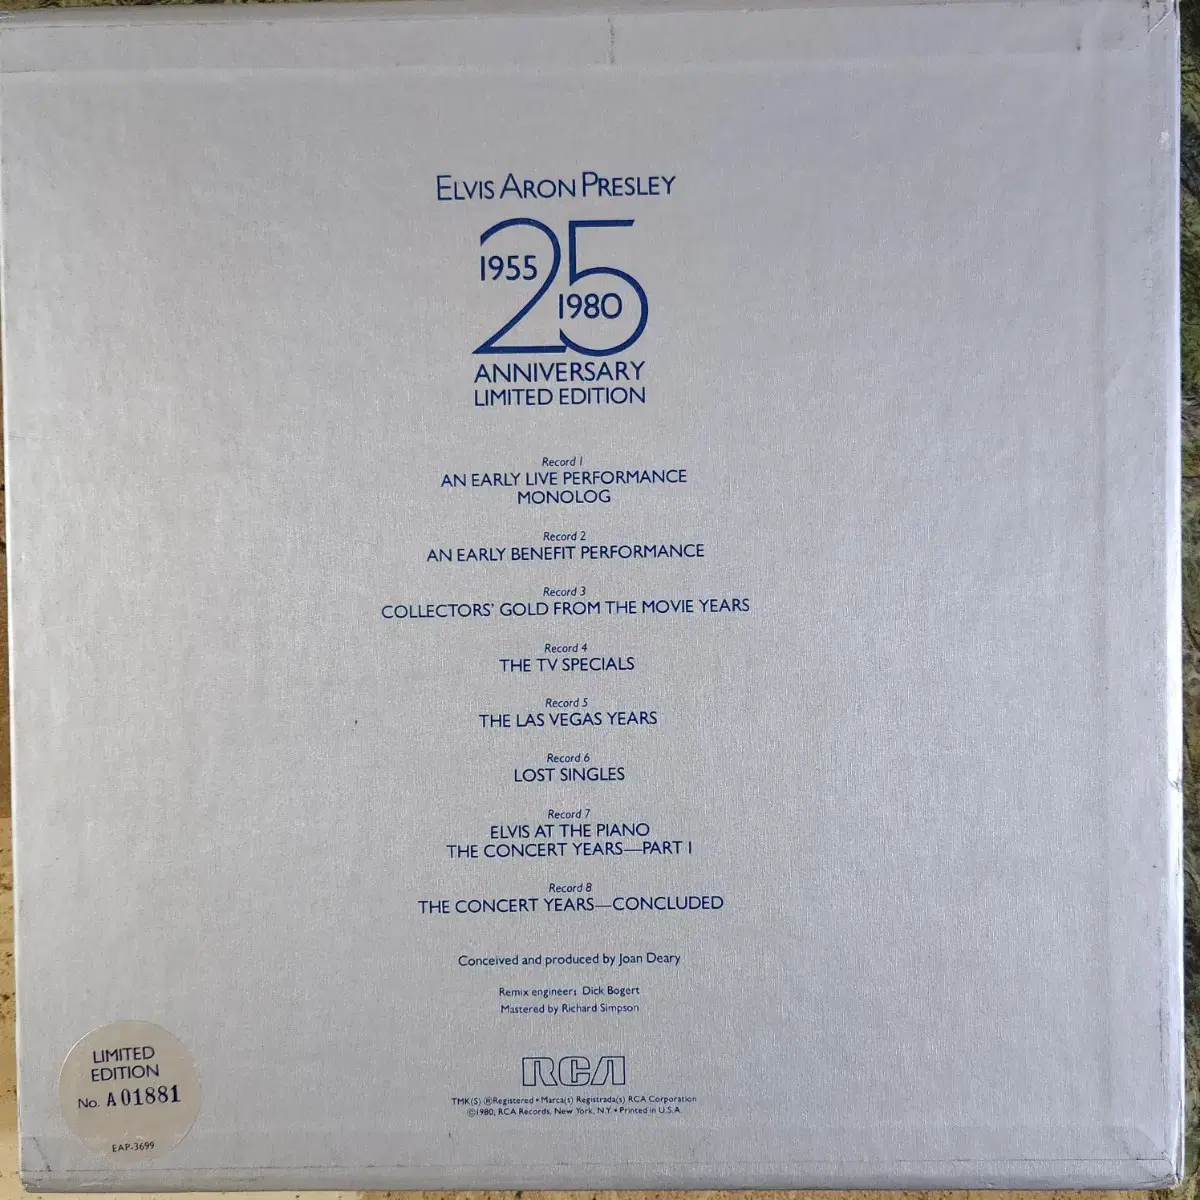 ELVIS ARON PRESLEY
25
1955
1980
ANNIVERSARY
LIMITED EDITION
Record 1
AN EARLY LIVE PERFORMANCE
MONOLOG
Record 2
AN EARLY BENEFIT PERFORMANCE
Record 3
COLLECTORS' GOLD FROM THE MOVIE YEARS
Record 4
THE TV SPECIALS
Record 5
THE LAS VEGAS YEARS
Record 6
LOST SINGLES
Record 7
ELVIS AT THE PIANO
THE CONCERT YEARS—PART 1
Record 8
THE CONCERT YEARS—CONCLUDED
Conceived and produced by Joan Deary
Remix engineer: Dick Bogert
Mastered by Richard Simpson
RCA
TMK(S) ®Registered • Marca(s) Registrada(s) RCA Corporation
©1980, RCA Records, New York, N.Y. • Printed in U.S.A.
LIMITED
EDITION
No. A 01881
EAP-3699